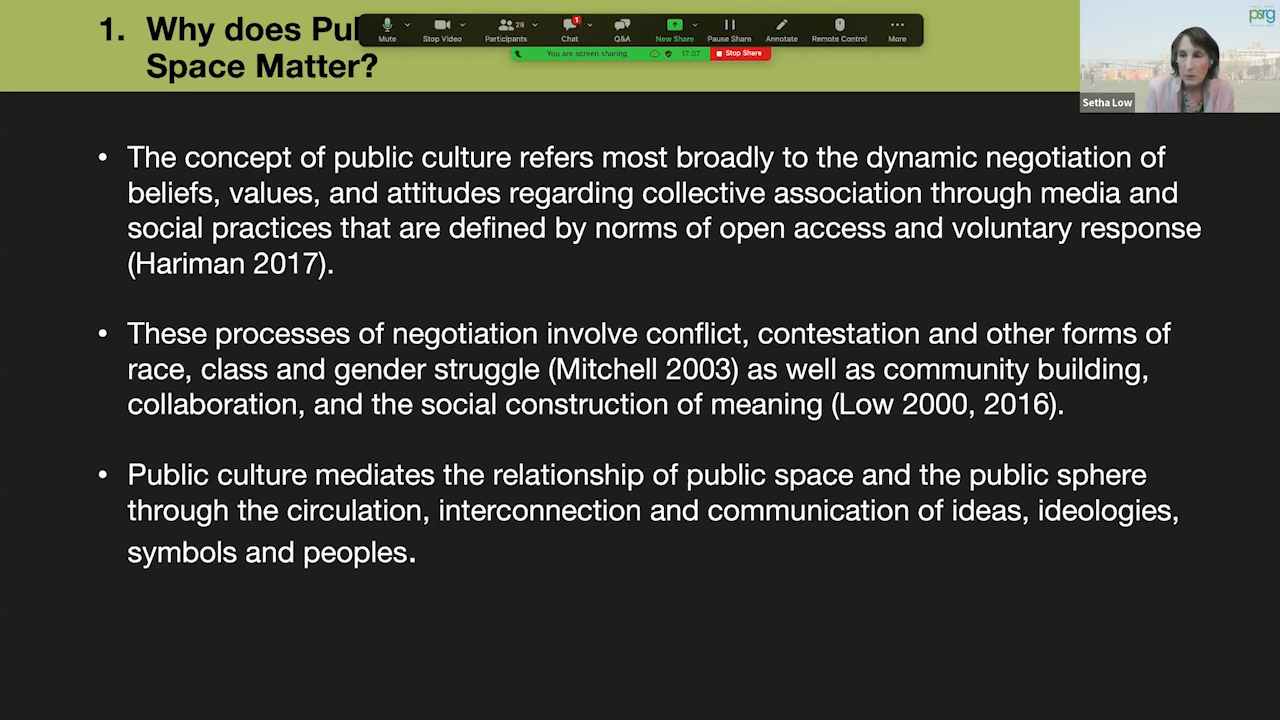 1. Why does Pul
Space Matter?
Mute
Stop Video
29
Participants
1
Chat
Q&A
New Share
Pause Share
Annotate
Remote Control
More
You are screen sharing
17:07
Stop Share
psrg
Setha Low
• The concept of public culture refers most broadly to the dynamic negotiation of
beliefs, values, and attitudes regarding collective association through media and
social practices that are defined by norms of open access and voluntary response
(Hariman 2017).
• These processes of negotiation involve conflict, contestation and other forms of
race, class and gender struggle (Mitchell 2003) as well as community building,
collaboration, and the social construction of meaning (Low 2000, 2016).
• Public culture mediates the relationship of public space and the public sphere
through the circulation, interconnection and communication of ideas, ideologies,
symbols and peoples.